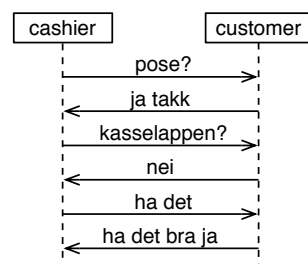 cashier customer
pose?
ja takk
kasselappen?
nei
ha det
ha det bra ja